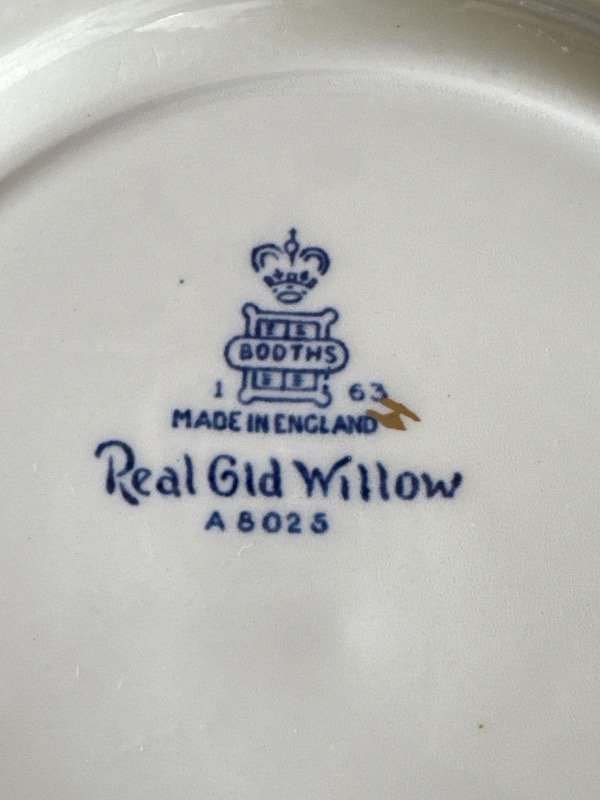 BOOTHS
1 63
MADE IN ENGLAND
Real Old Willow
A8025